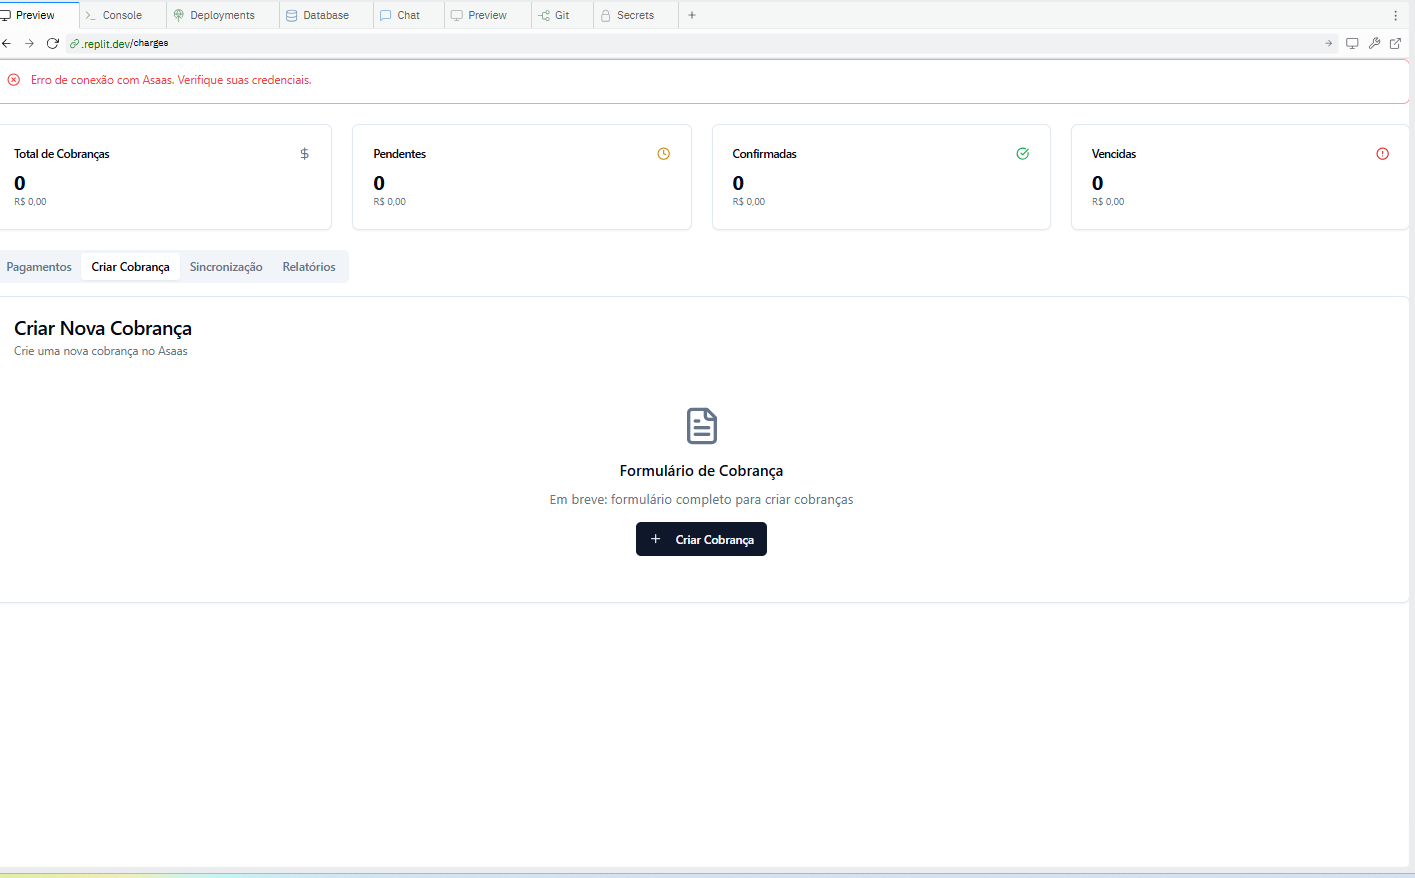 Preview Console Deployments Database Chat Preview Git Secrets
.replit.dev/charges
Erro de conexão com Asaas. Verifique suas credenciais.
Total de Cobranças $
0
R$ 0,00
Pendentes
0
R$ 0,00
Confirmadas
0
R$ 0,00
Vencidas
0
R$ 0,00
Pagamentos Criar Cobrança Sincronização Relatórios
Criar Nova Cobrança
Crie uma nova cobrança no Asaas
Formulário de Cobrança
Em breve: formulário completo para criar cobranças
+ Criar Cobrança